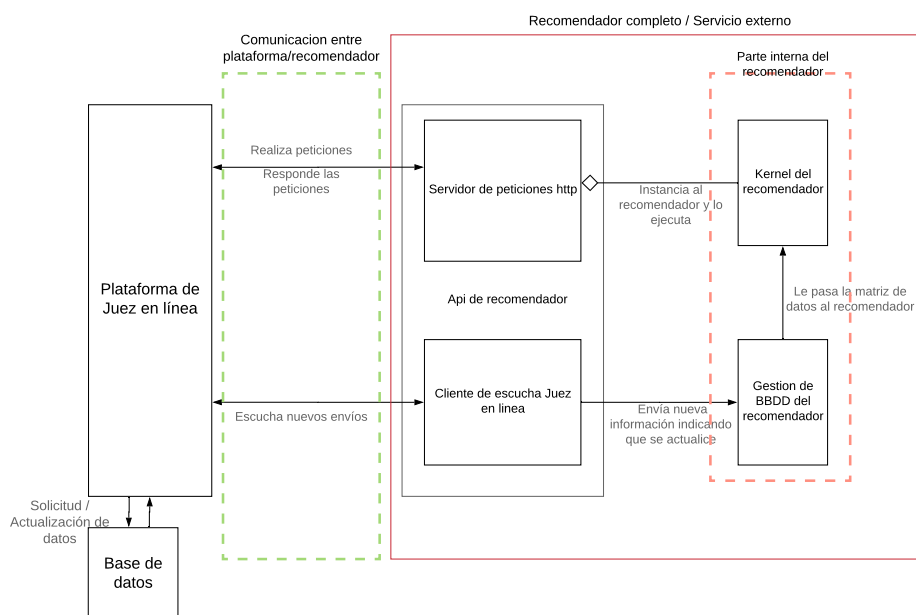 Recomendador completo / Servicio externo
Comunicacion entre
plataforma/recomendador
Parte interna del
recomendador
Realiza peticiones
Responde las
peticiones
Servidor de peticiones http
Instancia al
recomendador y lo
ejecuta
Kernel del
recomendador
Plataforma de
Juez en línea
Api de recomendador
Le pasa la matriz de
datos al recomendador
Escucha nuevos envíos
Cliente de escucha Juez
en linea
Envía nueva
información indicando
que se actualice
Gestion de
BBDD del
recomendador
Solicitud /
Actualización de
datos
Base de
datos